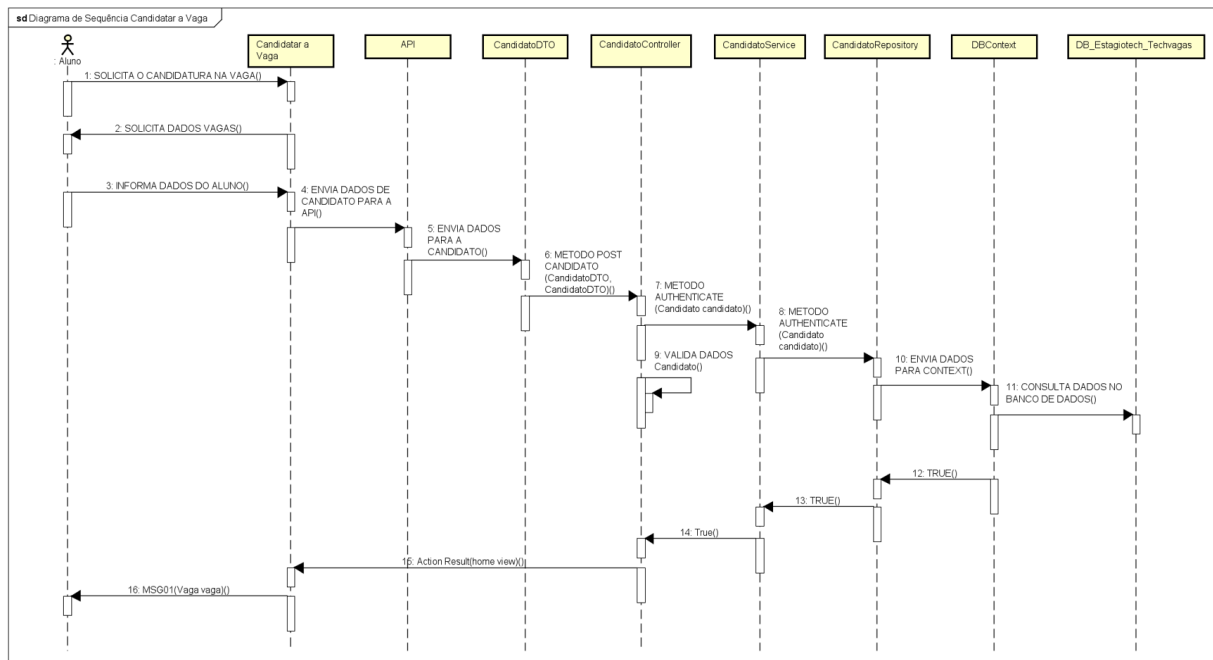 sd Diagrama de Sequência Candidatar a Vaga
: Aluno
Candidatar a
Vaga
API
CandidatoDTO
CandidatoController
CandidatoService
CandidatoRepository
DBContext
DB_Estagiotech_Techvagas
1: SOLICITA O CANDIDATURA NA VAGA()
2: SOLICITA DADOS VAGAS()
3: INFORMA DADOS DO ALUNO()
4: ENVIA DADOS DE
CANDIDATO PARA A
API()
5: ENVIA DADOS
PARA A
CANDIDATO()
6: METODO POST
CANDIDATO
(CandidatoDTO,
CandidatoDTO)()
7: METODO
AUTHENTICATE
(Candidato candidato)()
8: METODO
AUTHENTICATE
(Candidato
candidato)()
9: VALIDA DADOS
Candidato()
10: ENVIA DADOS
PARA CONTEXT()
11: CONSULTA DADOS NO
BANCO DE DADOS()
12: TRUE()
13: TRUE()
14: True()
15: Action Result(home view)()
16: MSG01(Vaga vaga)()